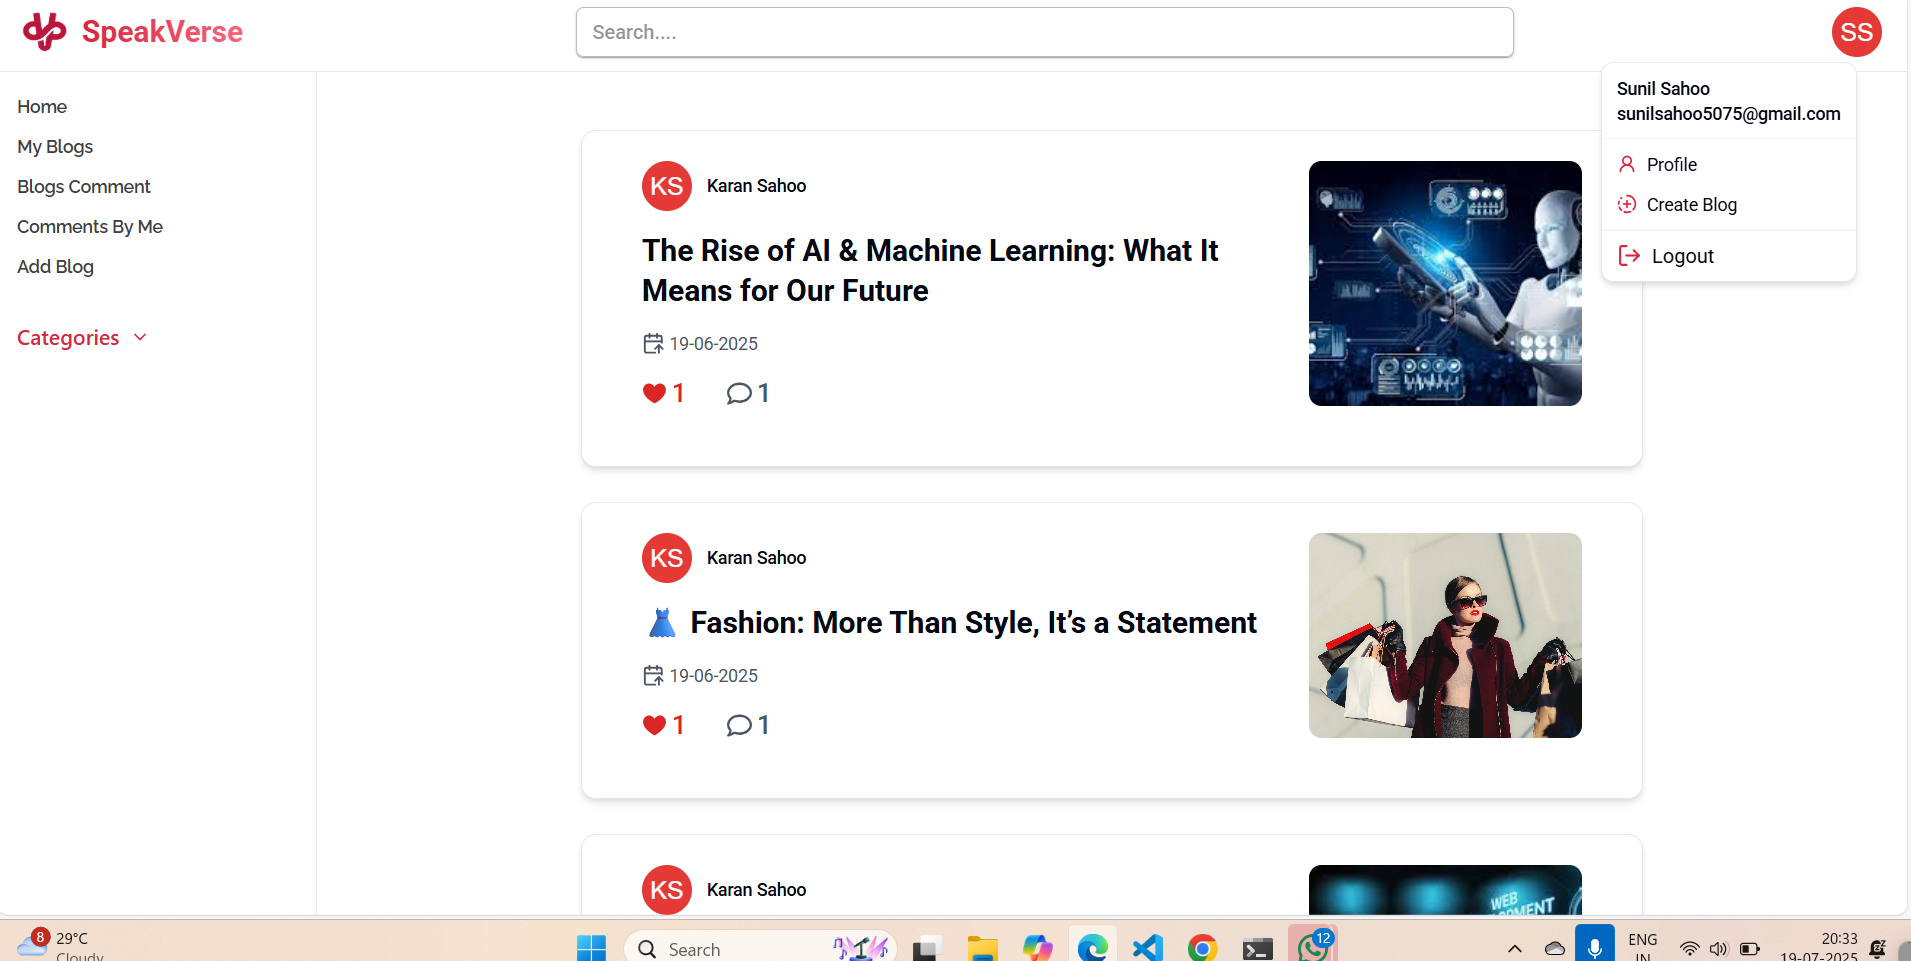 SpeakVerse
Search....
SS
Sunil Sahoo
sunilsahoo5075@gmail.com
Profile
Create Blog
Logout
Home
My Blogs
Blogs Comment
Comments By Me
Add Blog
Categories
KS Karan Sahoo
The Rise of AI & Machine Learning: What It
Means for Our Future
19-06-2025
1 1
KS Karan Sahoo
Fashion: More Than Style, It’s a Statement
19-06-2025
1 1
KS Karan Sahoo
WEB
8
29°C
Cloudy
Search
12
ENG
IN
20:33
19-07-2025